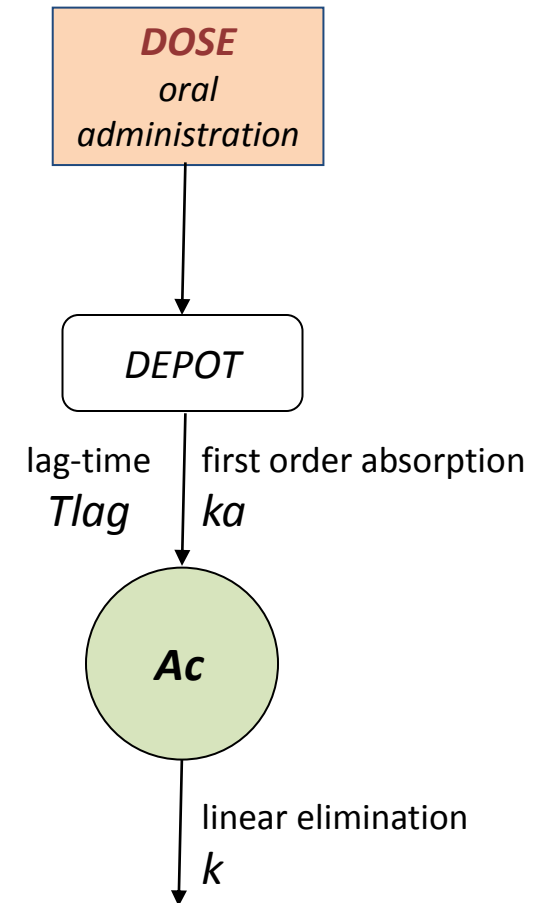 DOSE
oral
administration
DEPOT
lag-time
Tlag
first order absorption
ka
Ac
linear elimination
k